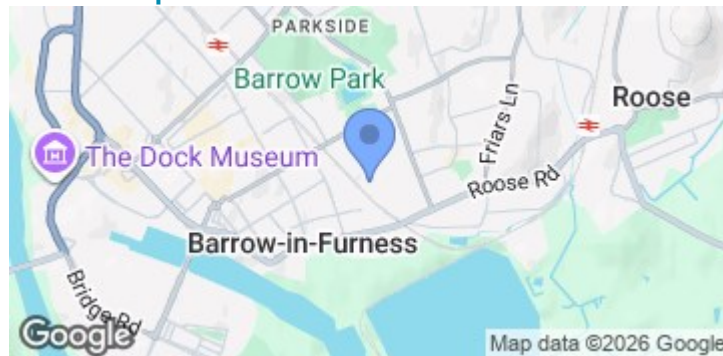 PARKSIDE
Barrow Park
Roose
Friars Ln
The Dock Museum
Roose Rd
Barrow-in-Furness
Bridge Rd
Google
Map data ©2026 Google